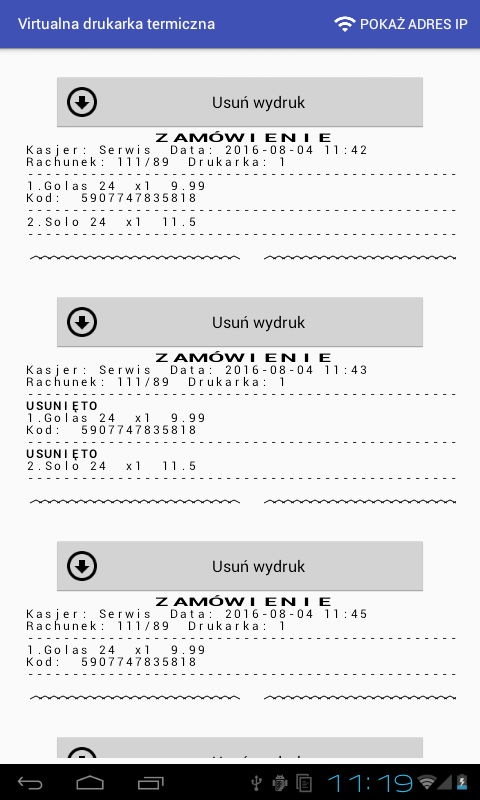 Virtualna drukarka termiczna
POKAŻ ADRES IP
Usuń wydruk
ZAMÓWIENIE
Kasjer: Serwis Data: 2016-08-04 11:42
Rachunek: 111/89 Drukarka: 1
1.Golas 24 x1 9.99
Kod: 5907747835818
2.Solo 24 x1 11.5
Usuń wydruk
ZAMÓWIENIE
Kasjer: Serwis Data: 2016-08-04 11:43
Rachunek: 111/89 Drukarka: 1
USUNIĘTO
1.Golas 24 x1 9.99
Kod: 5907747835818
USUNIĘTO
2.Solo 24 x1 11.5
Usuń wydruk
ZAMÓWIENIE
Kasjer: Serwis Data: 2016-08-04 11:45
Rachunek: 111/89 Drukarka: 1
1.Golas 24 x1 9.99
Kod: 5907747835818
11:19